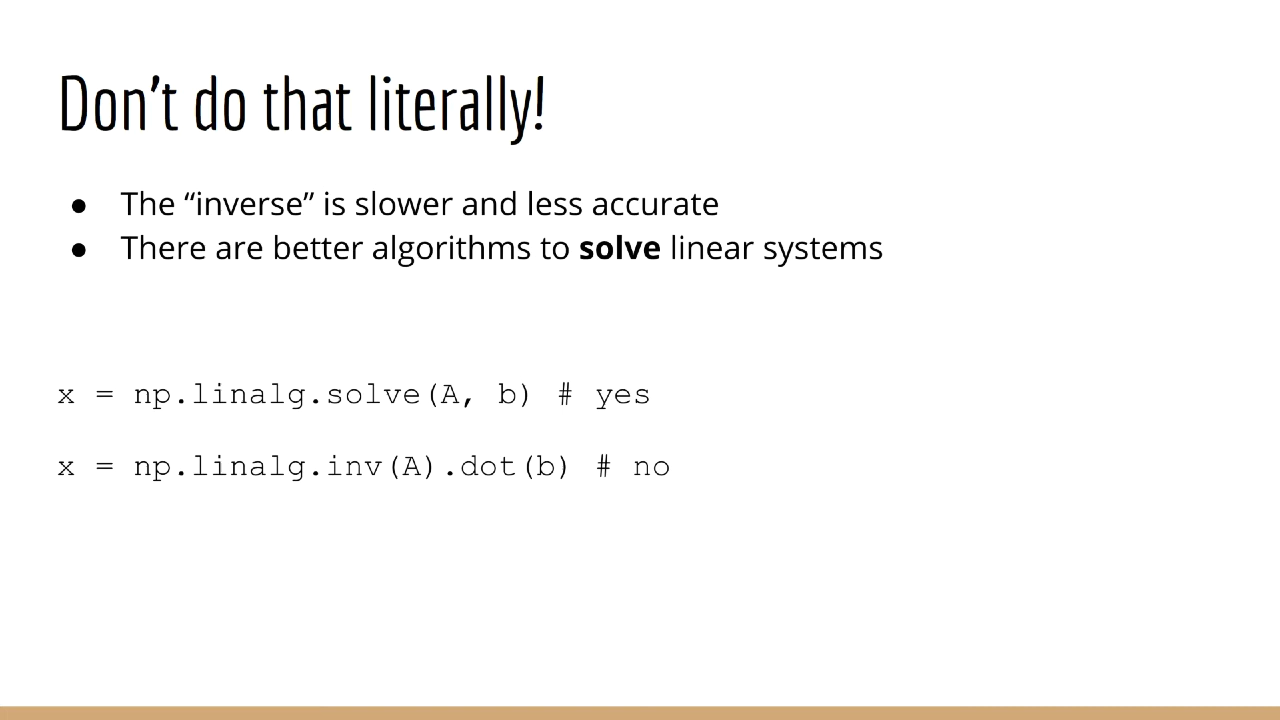 Don’t do that literally!
● The “inverse” is slower and less accurate
● There are better algorithms to solve linear systems
x = np.linalg.solve(A, b) # yes
x = np.linalg.inv(A).dot(b) # no